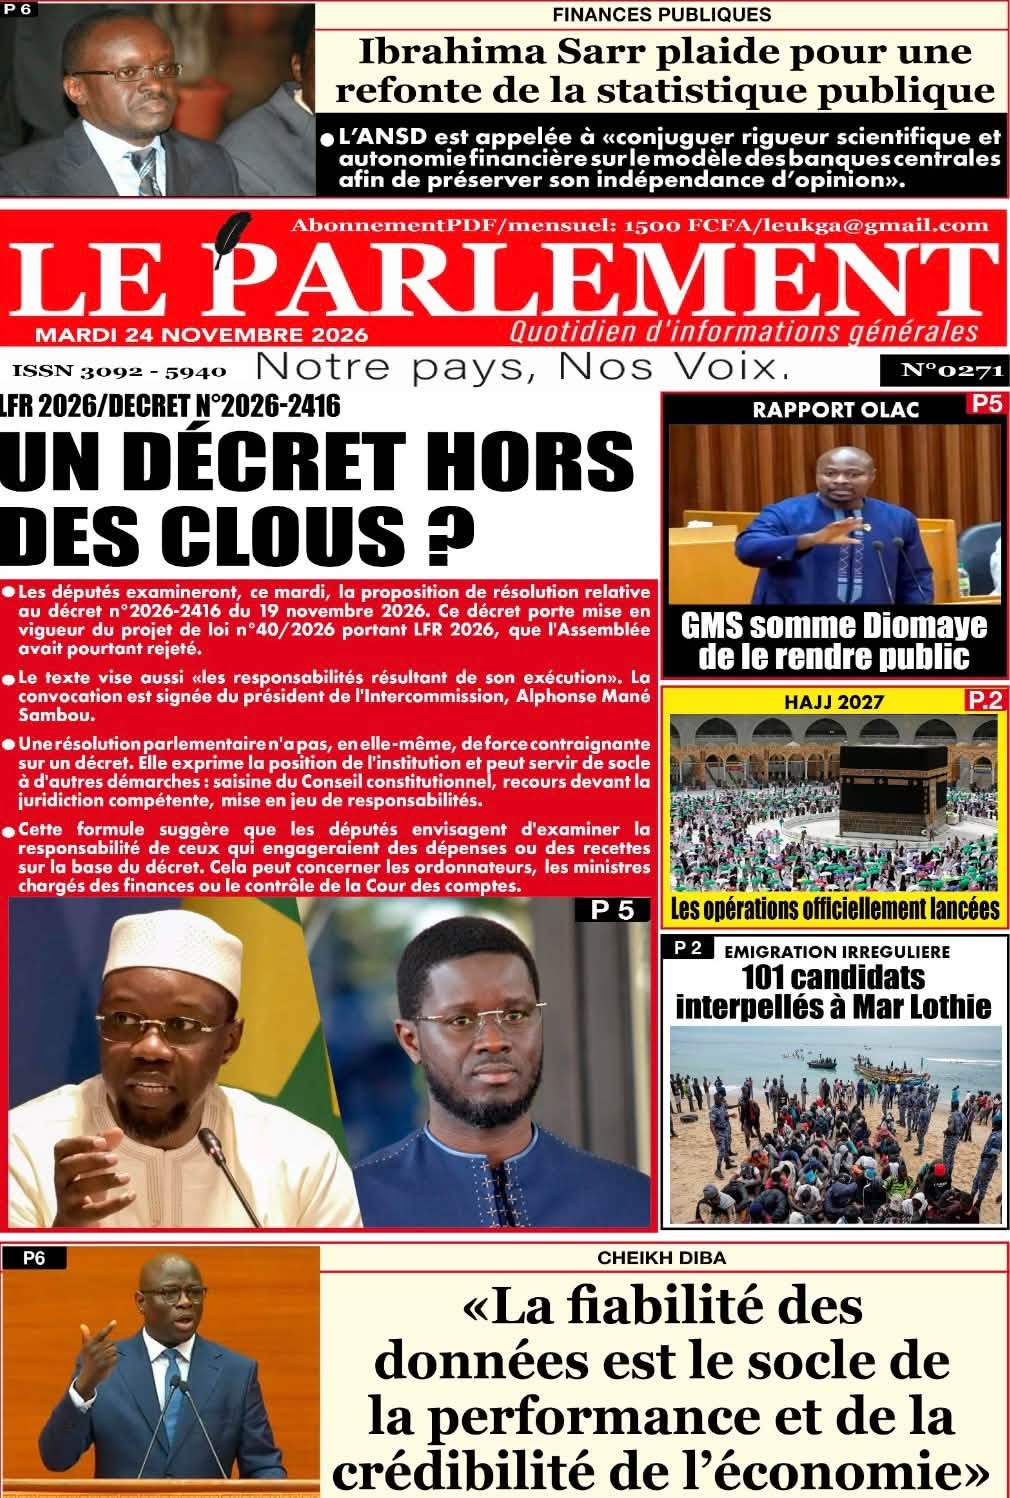 P 6
FINANCES PUBLIQUES
Ibrahima Sarr plaide pour une
refonte de la statistique publique
● L'ANSD est appelée à «conjuguer rigueur scientifique et
autonomie financière sur le modèle des banques centrales
afin de préserver son indépendance d'opinion».
AbonnementPDF/mensuel: 1500 FCFA/leukga@gmail.com
LE PARLEMENT
MARDI 24 NOVEMBRE 2026
Quotidien d'informations générales
ISSN 3092 - 5940
Notre pays, Nos Voix.
N°0271
LFR 2026/DECRET N°2026-2416
UN DÉCRET HORS
DES CLOUS ?
● Les députés examineront, ce mardi, la proposition de résolution relative
au décret n°2026-2416 du 19 novembre 2026. Ce décret porte mise en
vigueur du projet de loi n°40/2026 portant LFR 2026, que l'Assemblée
avait pourtant rejeté.
● Le texte vise aussi «les responsabilités résultant de son exécution». La
convocation est signée du président de l'Intercommission, Alphonse Mané
Sambou.
● Une résolution parlementaire n'a pas, en elle-même, de force contraignante
sur un décret. Elle exprime la position de l'institution et peut servir de socle
à d'autres démarches : saisine du Conseil constitutionnel, recours devant la
juridiction compétente, mise en jeu de responsabilités.
● Cette formule suggère que les députés envisagent d'examiner la
responsabilité de ceux qui engageraient des dépenses ou des recettes
sur la base du décret. Cela peut concerner les ordonnateurs, les ministres
chargés des finances ou le contrôle de la Cour des comptes.
P 5
RAPPORT OLAC
P5
GMS somme Diomaye
de le rendre public
HAJJ 2027
P.2
Les opérations officiellement lancées
P 2
EMIGRATION IRREGULIERE
101 candidats
interpellés à Mar Lothie
P6
CHEIKH DIBA
«La fiabilité des
données est le socle de
la performance et de la
crédibilité de l'économie»